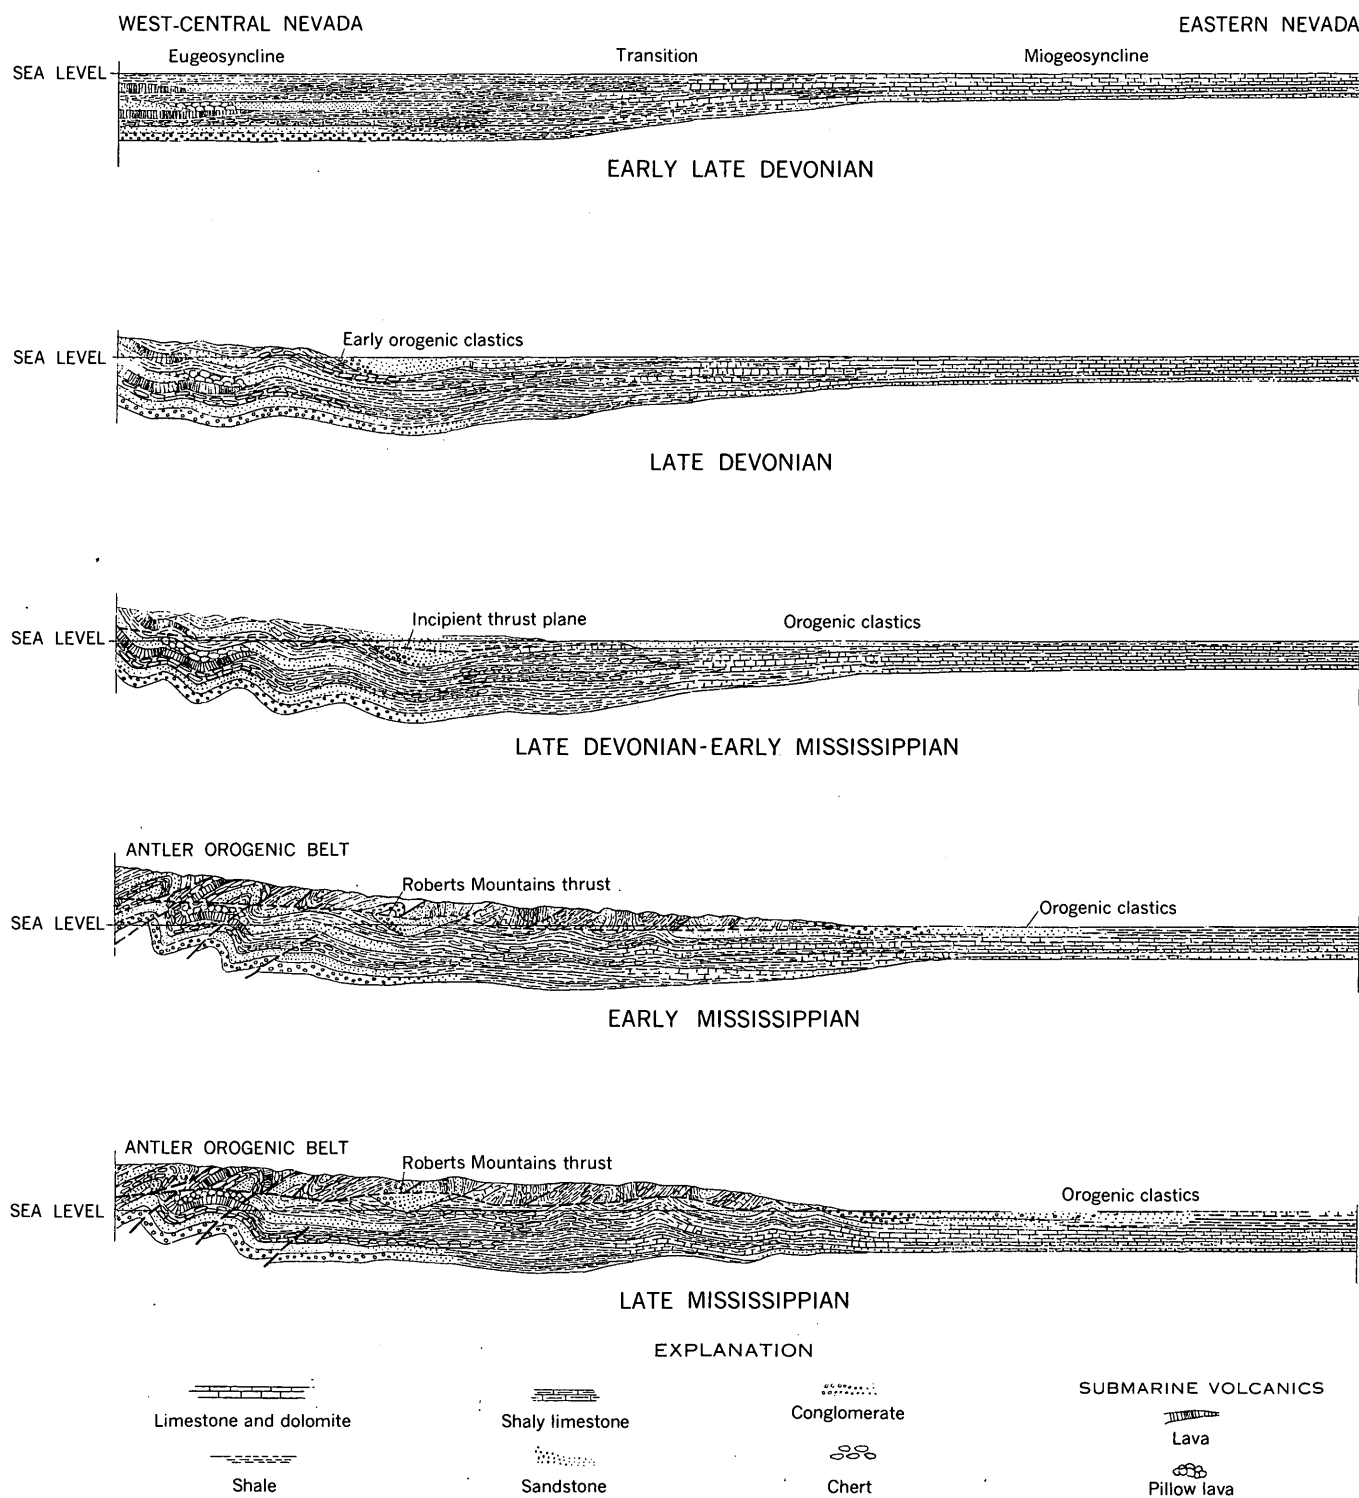 WEST-CENTRAL NEVADA
EASTERN NEVADA
Eugeosyncline
Transition
Miogeosyncline
SEA LEVEL
EARLY LATE DEVONIAN
Early orogenic clastics
SEA LEVEL
LATE DEVONIAN
Incipient thrust plane
Orogenic clastics
SEA LEVEL
LATE DEVONIAN-EARLY MISSISSIPPIAN
ANTLER OROGENIC BELT
Roberts Mountains thrust
Orogenic clastics
SEA LEVEL
EARLY MISSISSIPPIAN
ANTLER OROGENIC BELT
Roberts Mountains thrust
Orogenic clastics
SEA LEVEL
LATE MISSISSIPPIAN
EXPLANATION
Limestone and dolomite
Shaly limestone
Conglomerate
SUBMARINE VOLCANICS
Lava
Shale
Sandstone
Chert
Pillow lava